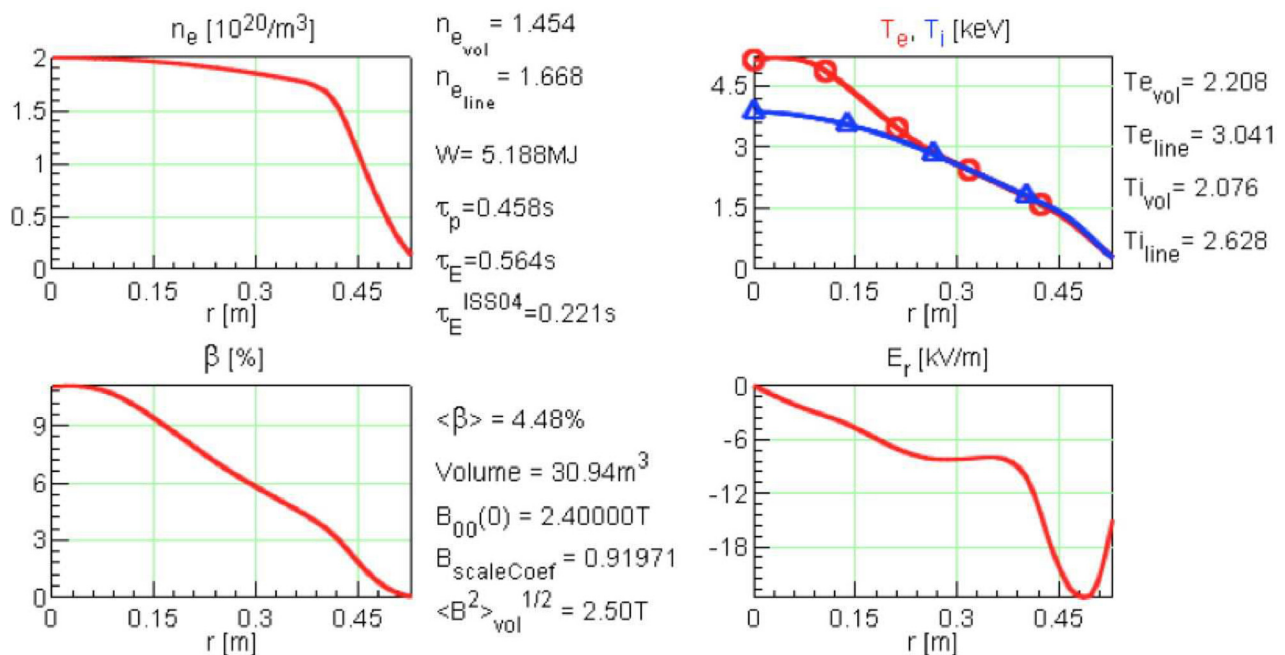 n_e [10^20/m^3]
2
1.5
1
0.5
0
0 0.15 0.3 0.45
r [m]
n_e_vol = 1.454
n_e_line = 1.668
W= 5.188MJ
τ_p=0.458s
τ_E=0.564s
τ_E^ISS04=0.221s
T_e, T_i [keV]
4.5
3
1.5
0
0 0.15 0.3 0.45
r [m]
Te_vol = 2.208
Te_line = 3.041
Ti_vol = 2.076
Ti_line = 2.628
β [%]
9
6
3
0
0 0.15 0.3 0.45
r [m]
<β> = 4.48%
Volume = 30.94m^3
B_00(0) = 2.40000T
B_scaleCoef = 0.91971
<B^2>_vol^1/2 = 2.50T
E_r [kV/m]
0
-6
-12
-18
0 0.15 0.3 0.45
r [m]